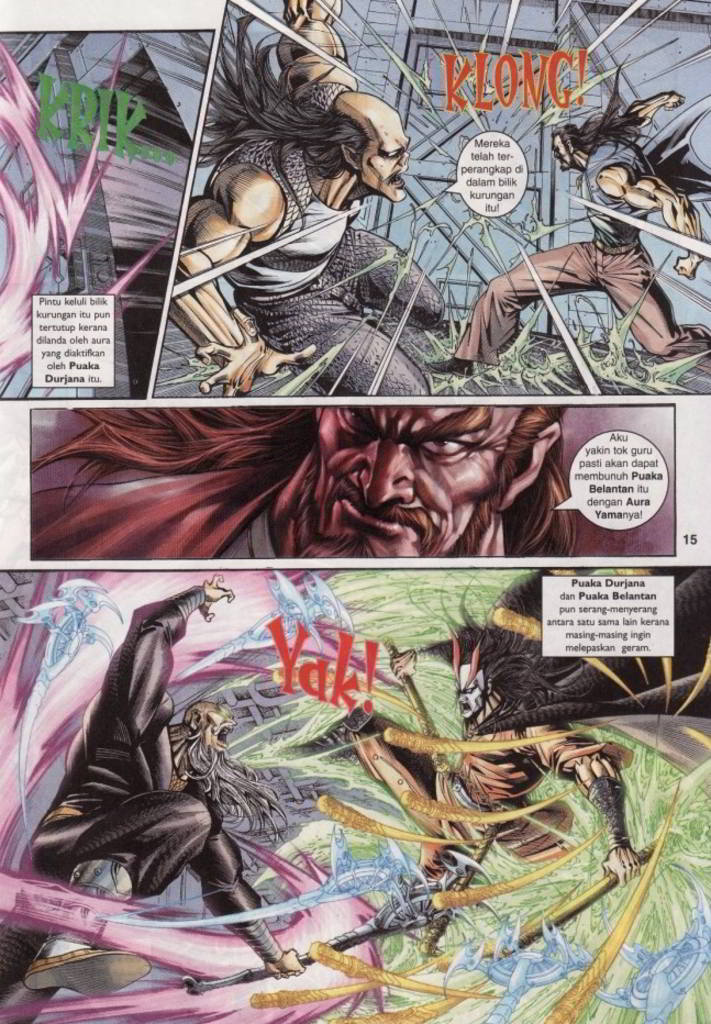 KRIK....
Pintu keluli bilik
kurungan itu pun
tertutup kerana
dilanda oleh aura
yang diaktifkan
oleh Puaka
Durjana itu.
KLONG!
Mereka
telah ter-
perangkap di
dalam bilik
kurungan
itu!
Aku
yakin tok guru
pasti akan dapat
membunuh Puaka
Belantan itu
dengan Aura
Yamanya!
15
Puaka Durjana
dan Puaka Belantan
pun serang-menyerang
antara satu sama lain kerana
masing-masing ingin
melepaskan geram.
Yak!